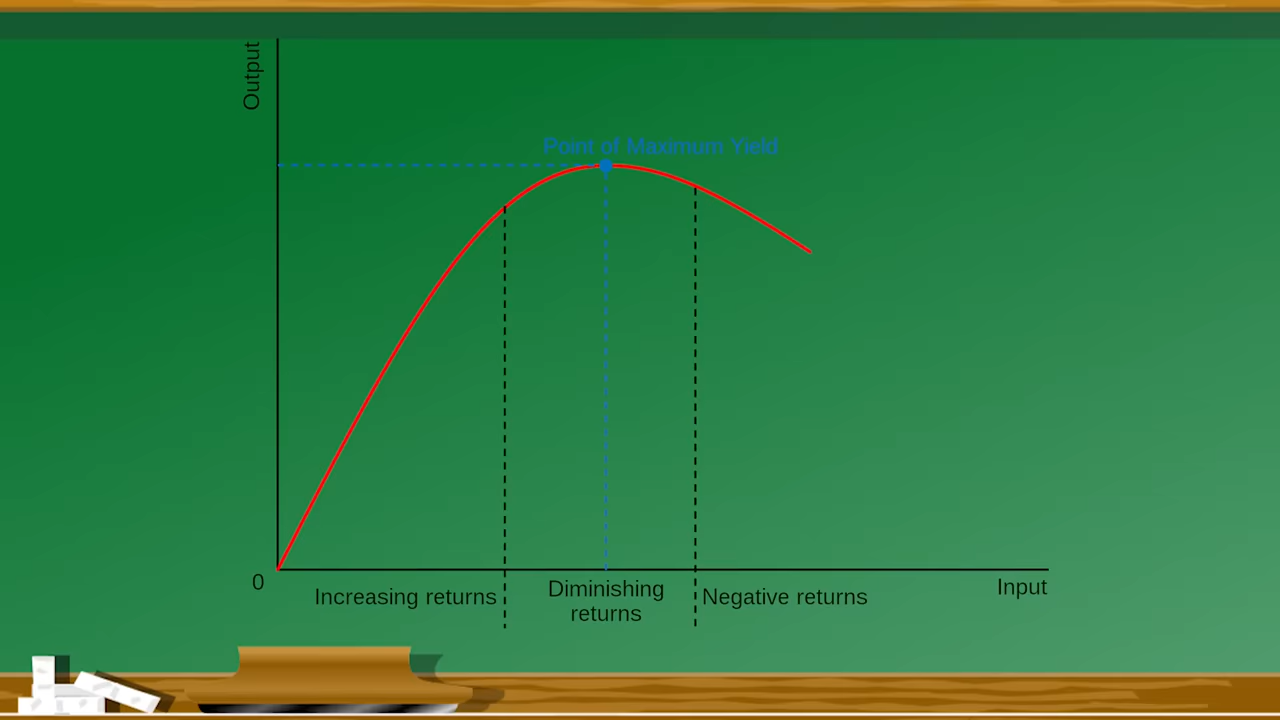 Output
Point of Maximum Yield
0
Increasing returns
Diminishing
returns
Negative returns
Input